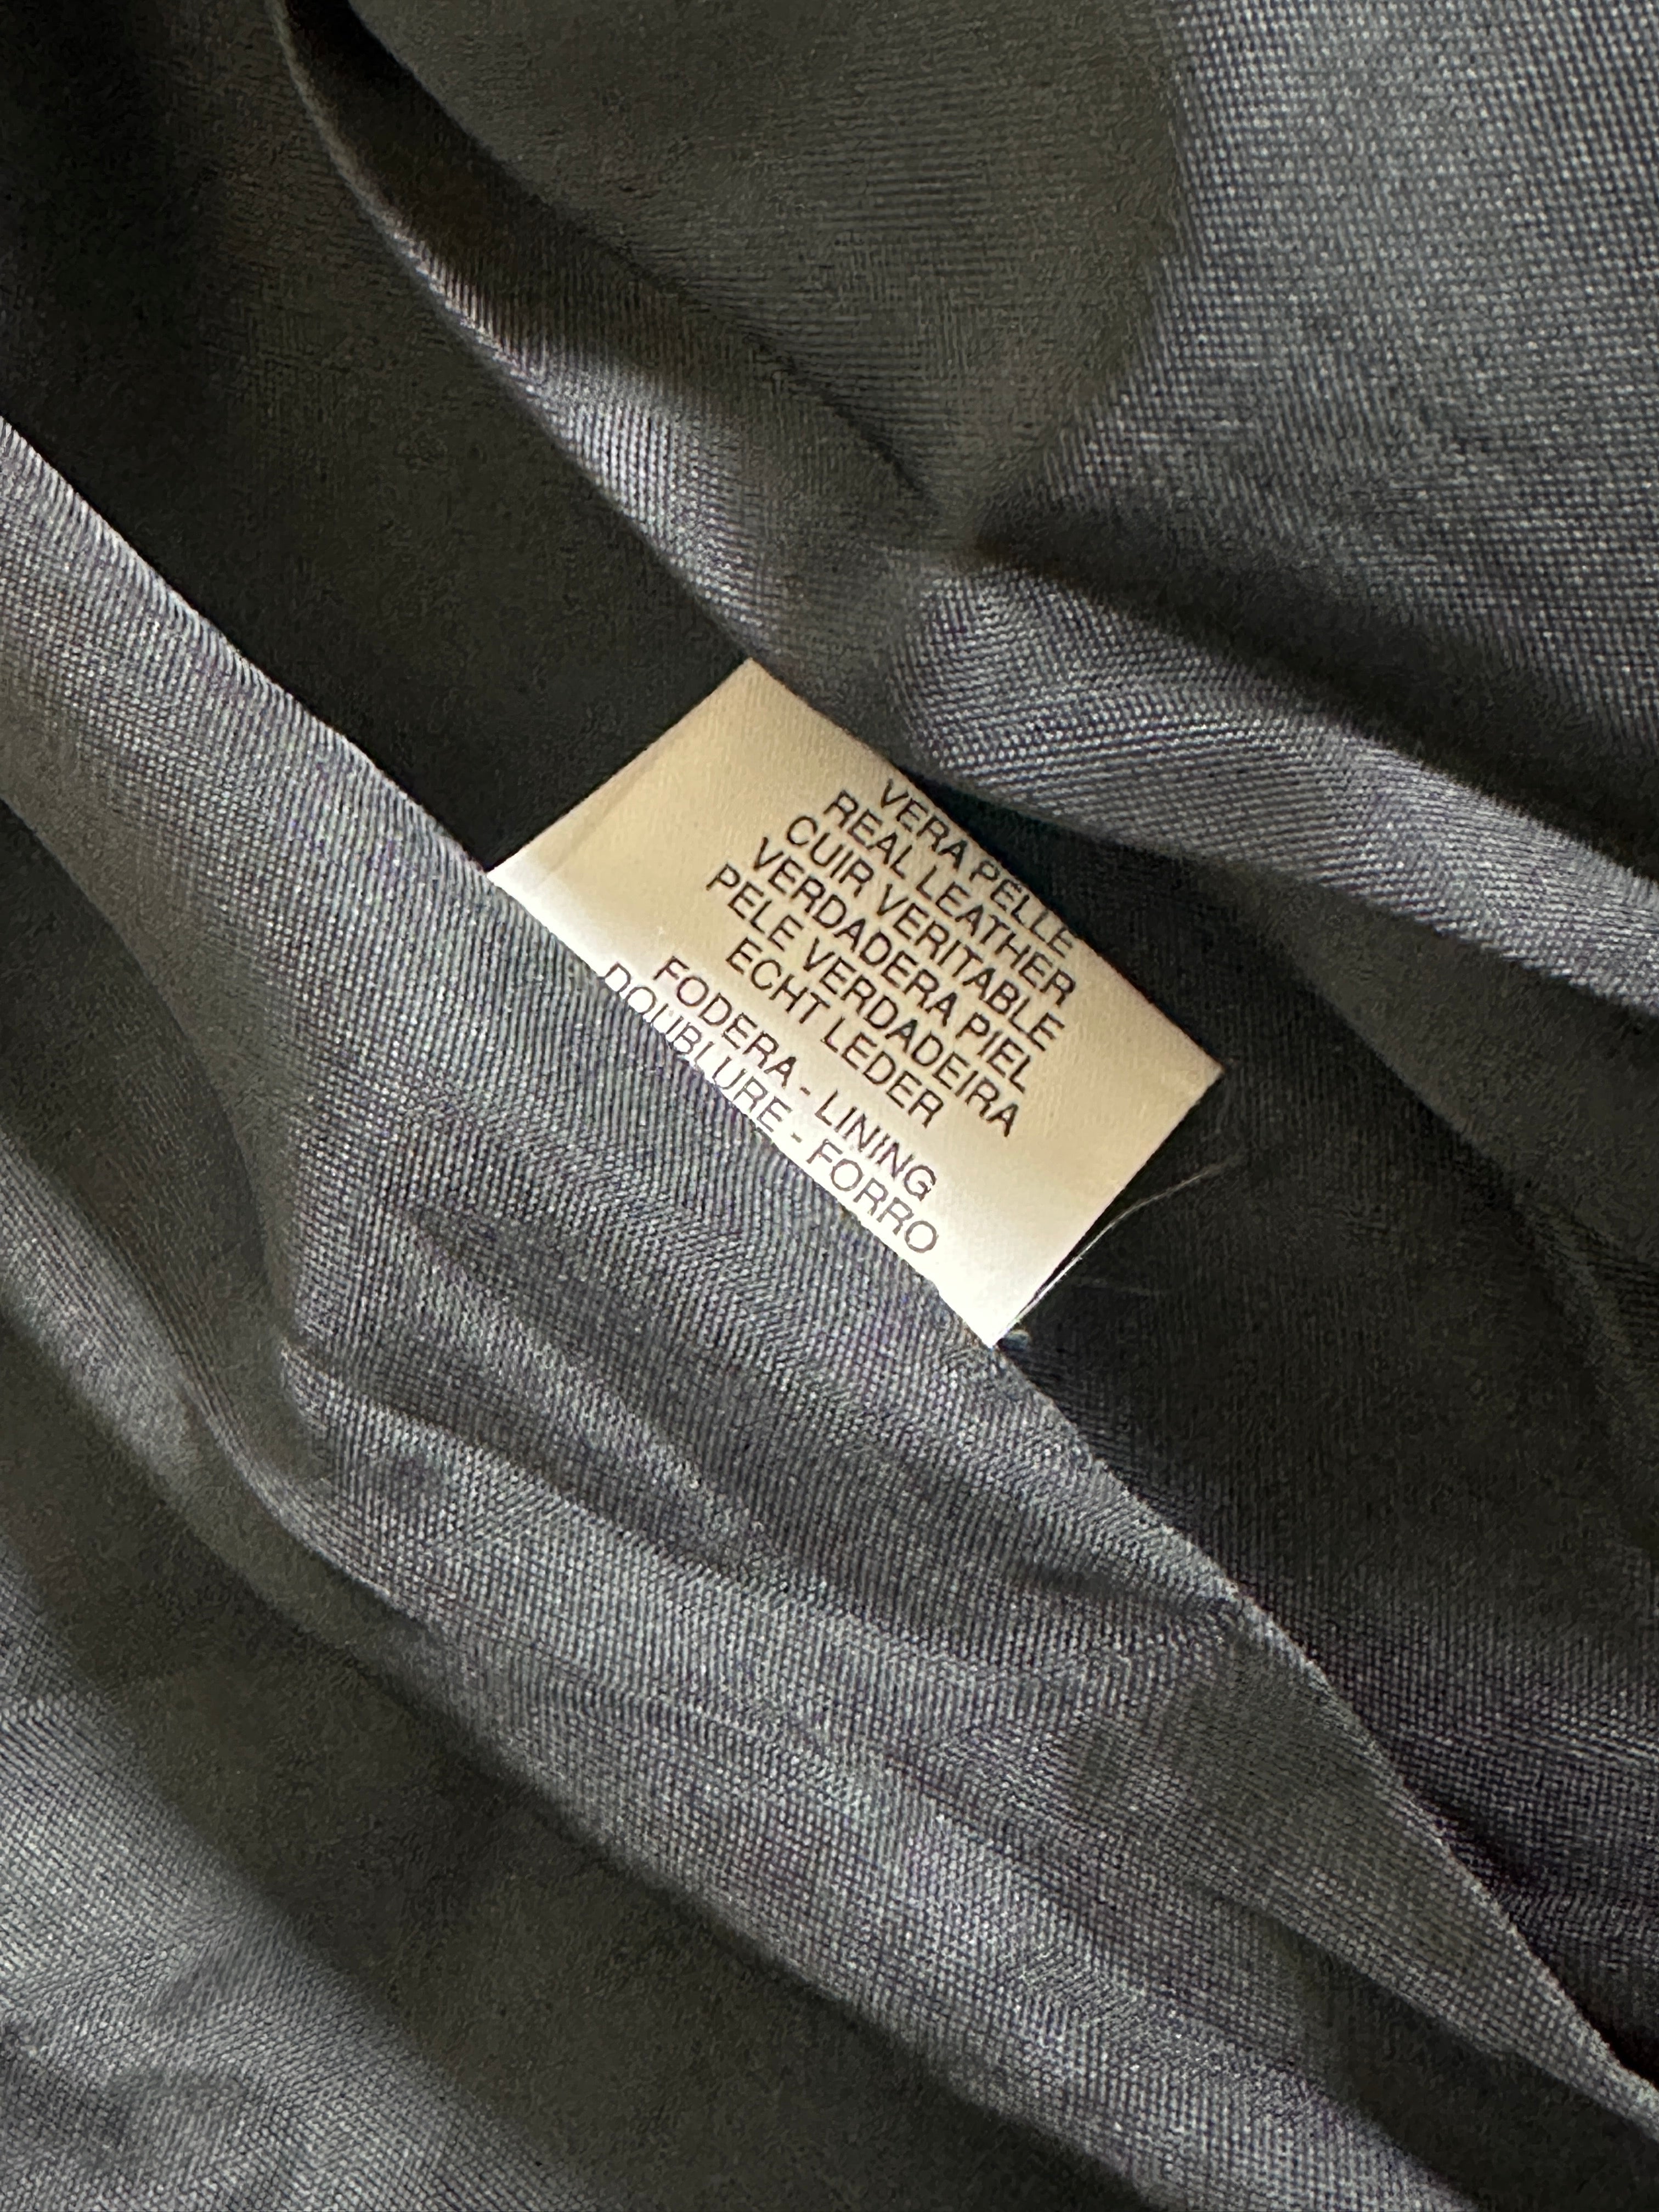 VERA PELLE
REAL LEATHER
CUIR VERITABLE
VERDADERA PIEL
PELE VERDADEIRA
ECHT LEDER
FODERA - LINING
DOUBLURE - FORRO